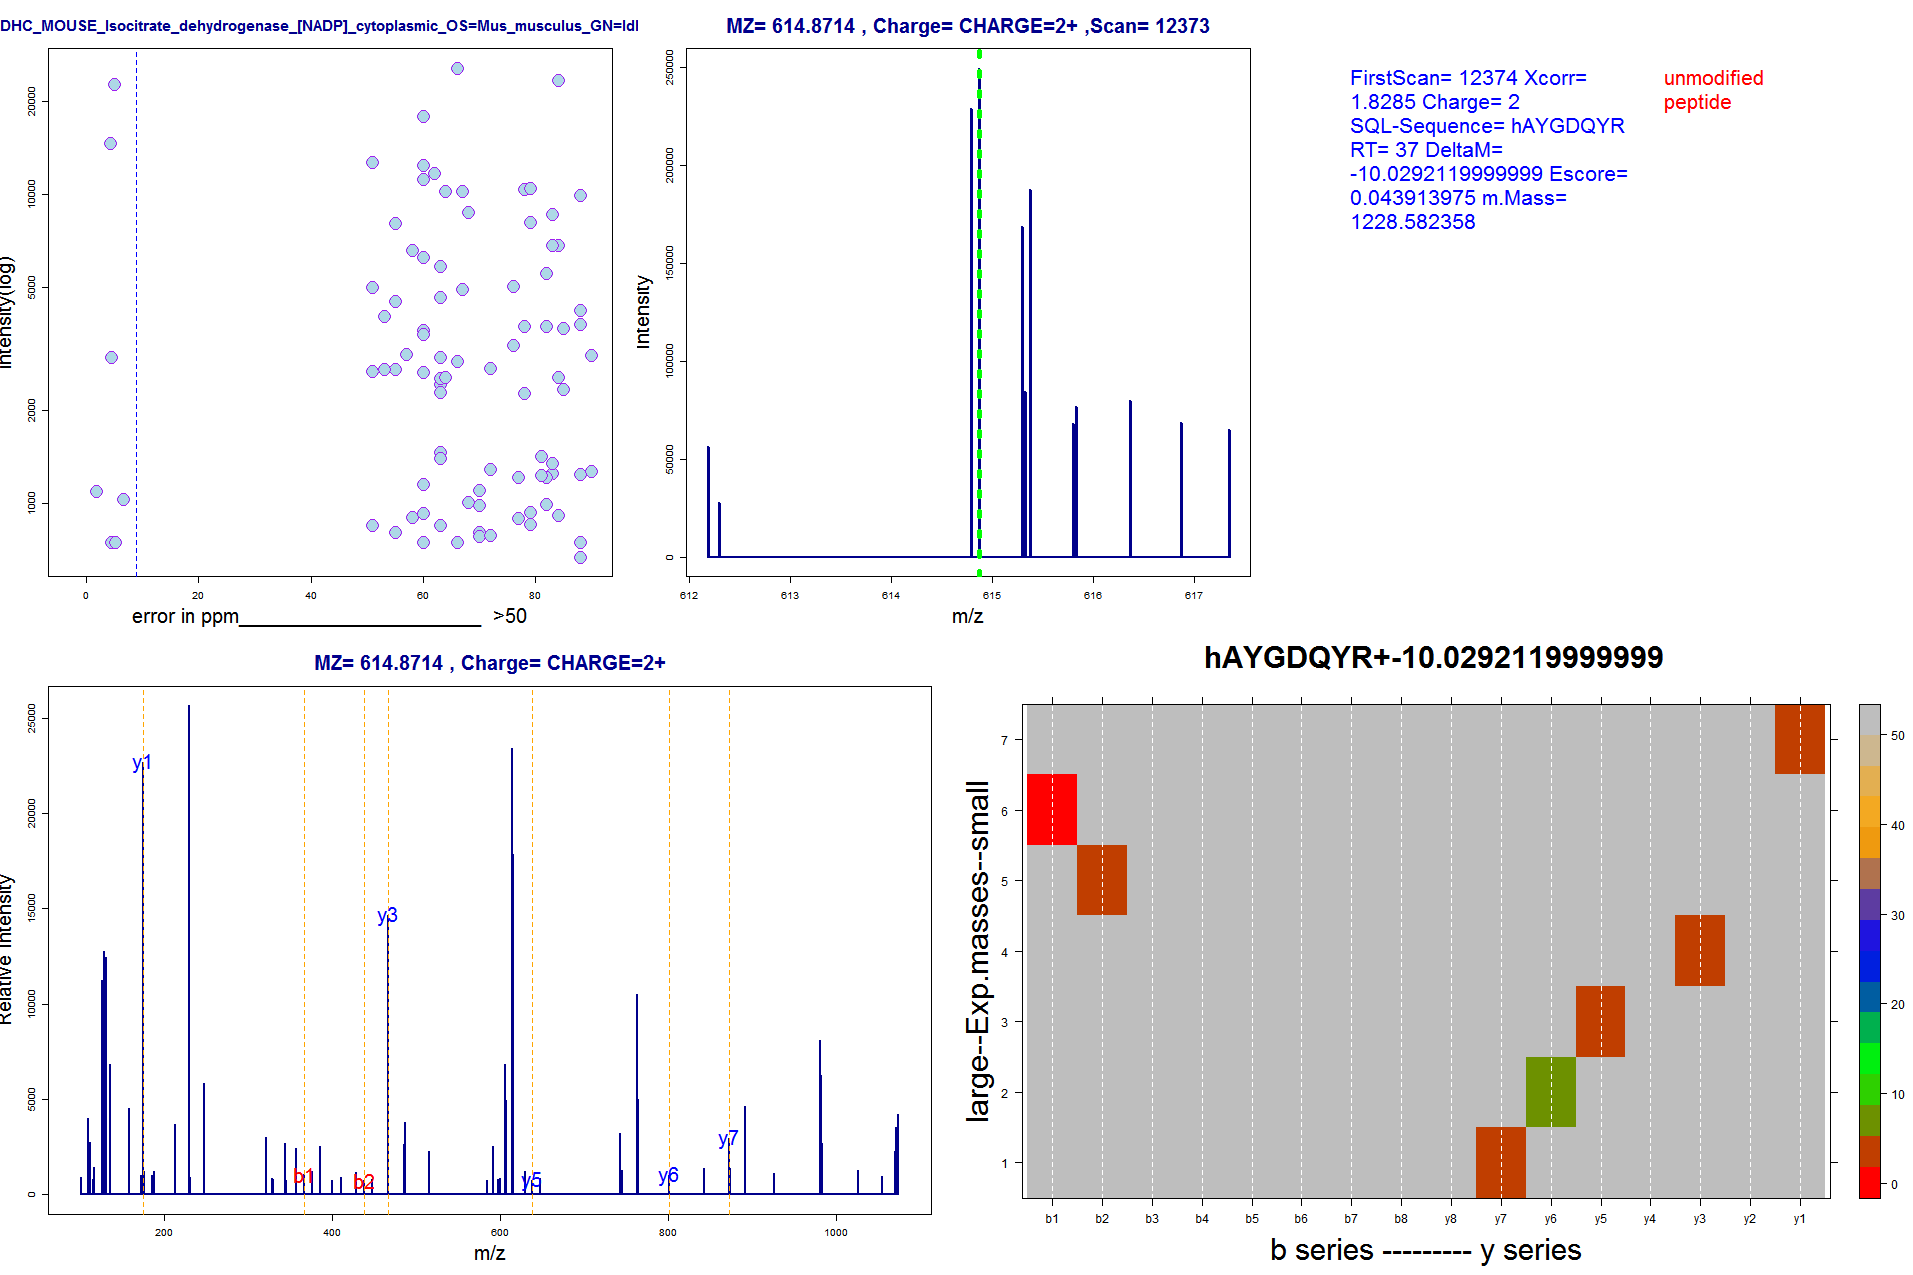 DHC_MOUSE_Isocitrate_dehydrogenase_[NADP]_cytoplasmic_OS=Mus_musculus_GN=Idl
Intensity(log)
20000
10000
5000
2000
1000
0 20 40 60 80
error in ppm_______________________ >50
MZ= 614.8714 , Charge= CHARGE=2+ ,Scan= 12373
Intensity
250000
200000
150000
100000
50000
0
612 613 614 615 616 617
m/z
FirstScan= 12374 Xcorr=
1.8285 Charge= 2
SQL-Sequence= hAYGDQYR
RT= 37 DeltaM=
-10.0292119999999 Escore=
0.043913975 m.Mass=
1228.582358
unmodified
peptide
MZ= 614.8714 , Charge= CHARGE=2+
Relative Intensity
25000
20000
15000
10000
5000
0
y1
y3
b1
b2
y5
y6
y7
200 400 600 800 1000
m/z
hAYGDQYR+-10.0292119999999
large--Exp.masses--small
7
6
5
4
3
2
1
b1 b2 b3 b4 b5 b6 b7 b8 y8 y7 y6 y5 y4 y3 y2 y1
b series --------- y series
50
40
30
20
10
0